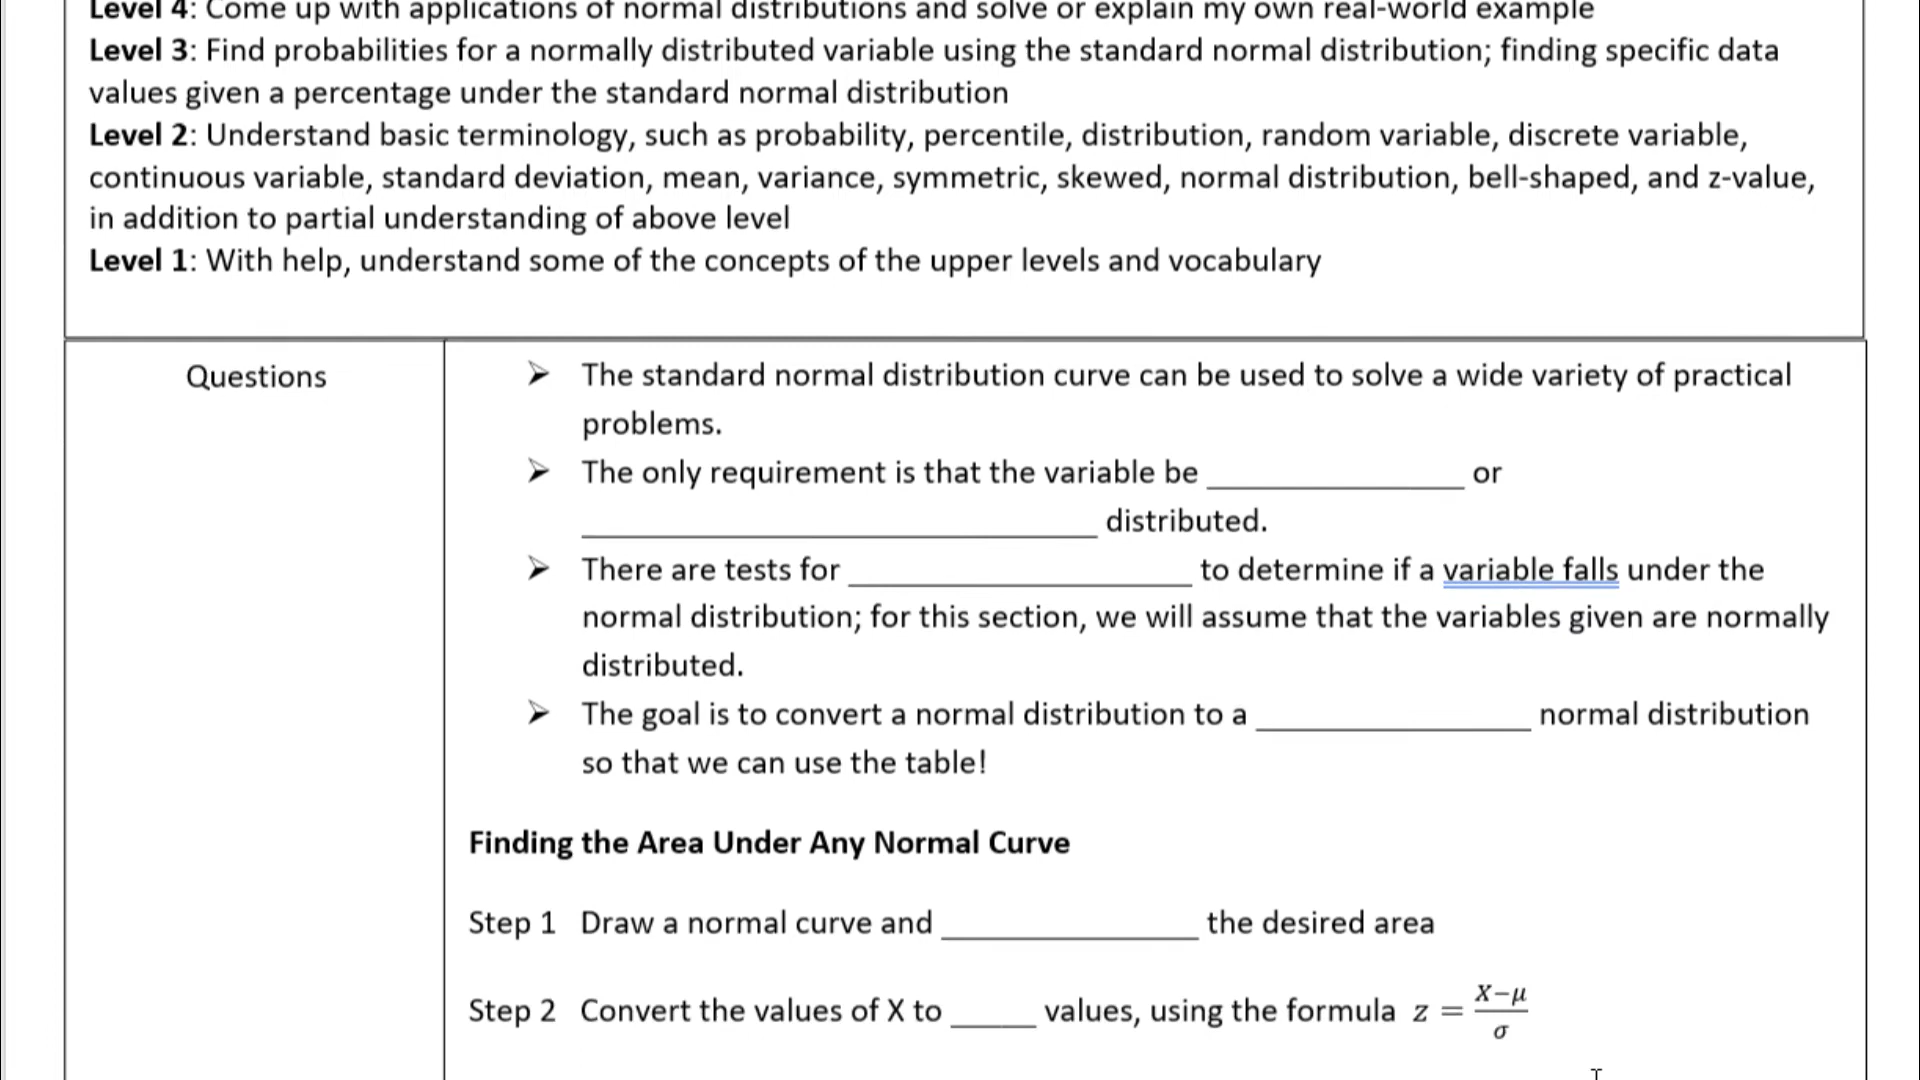 Level 4: Come up with applications of normal distributions and solve or explain my own real-world example
Level 3: Find probabilities for a normally distributed variable using the standard normal distribution; finding specific data
values given a percentage under the standard normal distribution
Level 2: Understand basic terminology, such as probability, percentile, distribution, random variable, discrete variable,
continuous variable, standard deviation, mean, variance, symmetric, skewed, normal distribution, bell-shaped, and z-value,
in addition to partial understanding of above level
Level 1: With help, understand some of the concepts of the upper levels and vocabulary
Questions
➢ The standard normal distribution curve can be used to solve a wide variety of practical
problems.
➢ The only requirement is that the variable be _______________ or
______________________________ distributed.
➢ There are tests for ____________________ to determine if a variable falls under the
normal distribution; for this section, we will assume that the variables given are normally
distributed.
➢ The goal is to convert a normal distribution to a ________________ normal distribution
so that we can use the table!
Finding the Area Under Any Normal Curve
Step 1 Draw a normal curve and _______________ the desired area
Step 2 Convert the values of X to _____ values, using the formula z = (X−μ)/σ